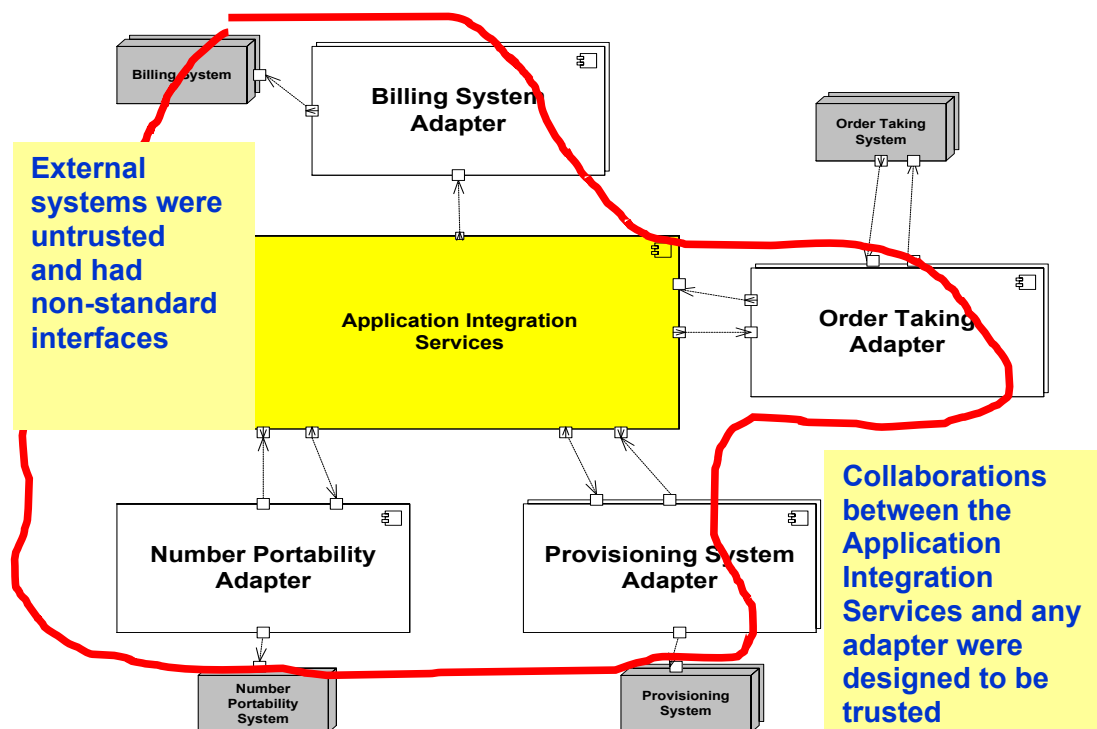 Billing System
Billing System
Adapter
Order Taking
System
External
systems were
untrusted
and had
non-standard
interfaces
Application Integration
Services
Order Taking
Adapter
Number Portability
Adapter
Provisioning System
Adapter
Collaborations
between the
Application
Integration
Services and any
adapter were
designed to be
trusted
Number
Portability
System
Provisioning
System